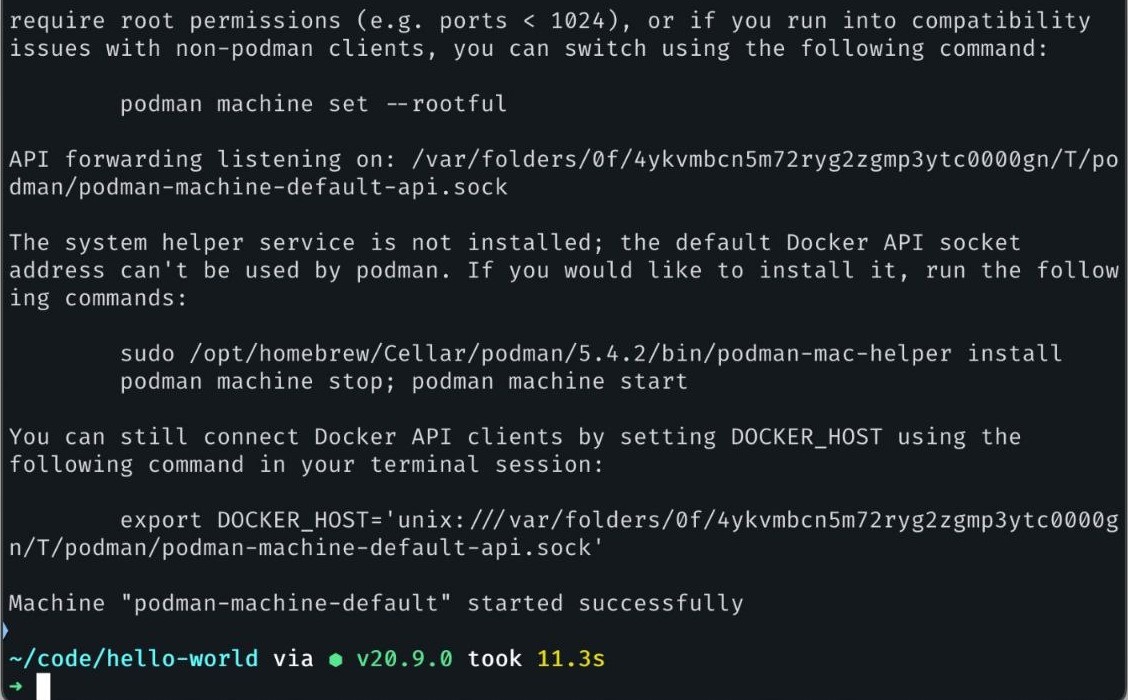 require root permissions (e.g. ports < 1024), or if you run into compatibility
issues with non-podman clients, you can switch using the following command:
podman machine set --rootful
API forwarding listening on: /var/folders/0f/4ykvmbcn5m72ryg2zgmp3ytc0000gn/T/po
dman/podman-machine-default-api.sock
The system helper service is not installed; the default Docker API socket
address can't be used by podman. If you would like to install it, run the follow
ing commands:
sudo /opt/homebrew/Cellar/podman/5.4.2/bin/podman-mac-helper install
podman machine stop; podman machine start
You can still connect Docker API clients by setting DOCKER_HOST using the
following command in your terminal session:
export DOCKER_HOST='unix:///var/folders/0f/4ykvmbcn5m72ryg2zgmp3ytc0000g
n/T/podman/podman-machine-default-api.sock'
Machine "podman-machine-default" started successfully
~/code/hello-world via ⬢ v20.9.0 took 11.3s
➜